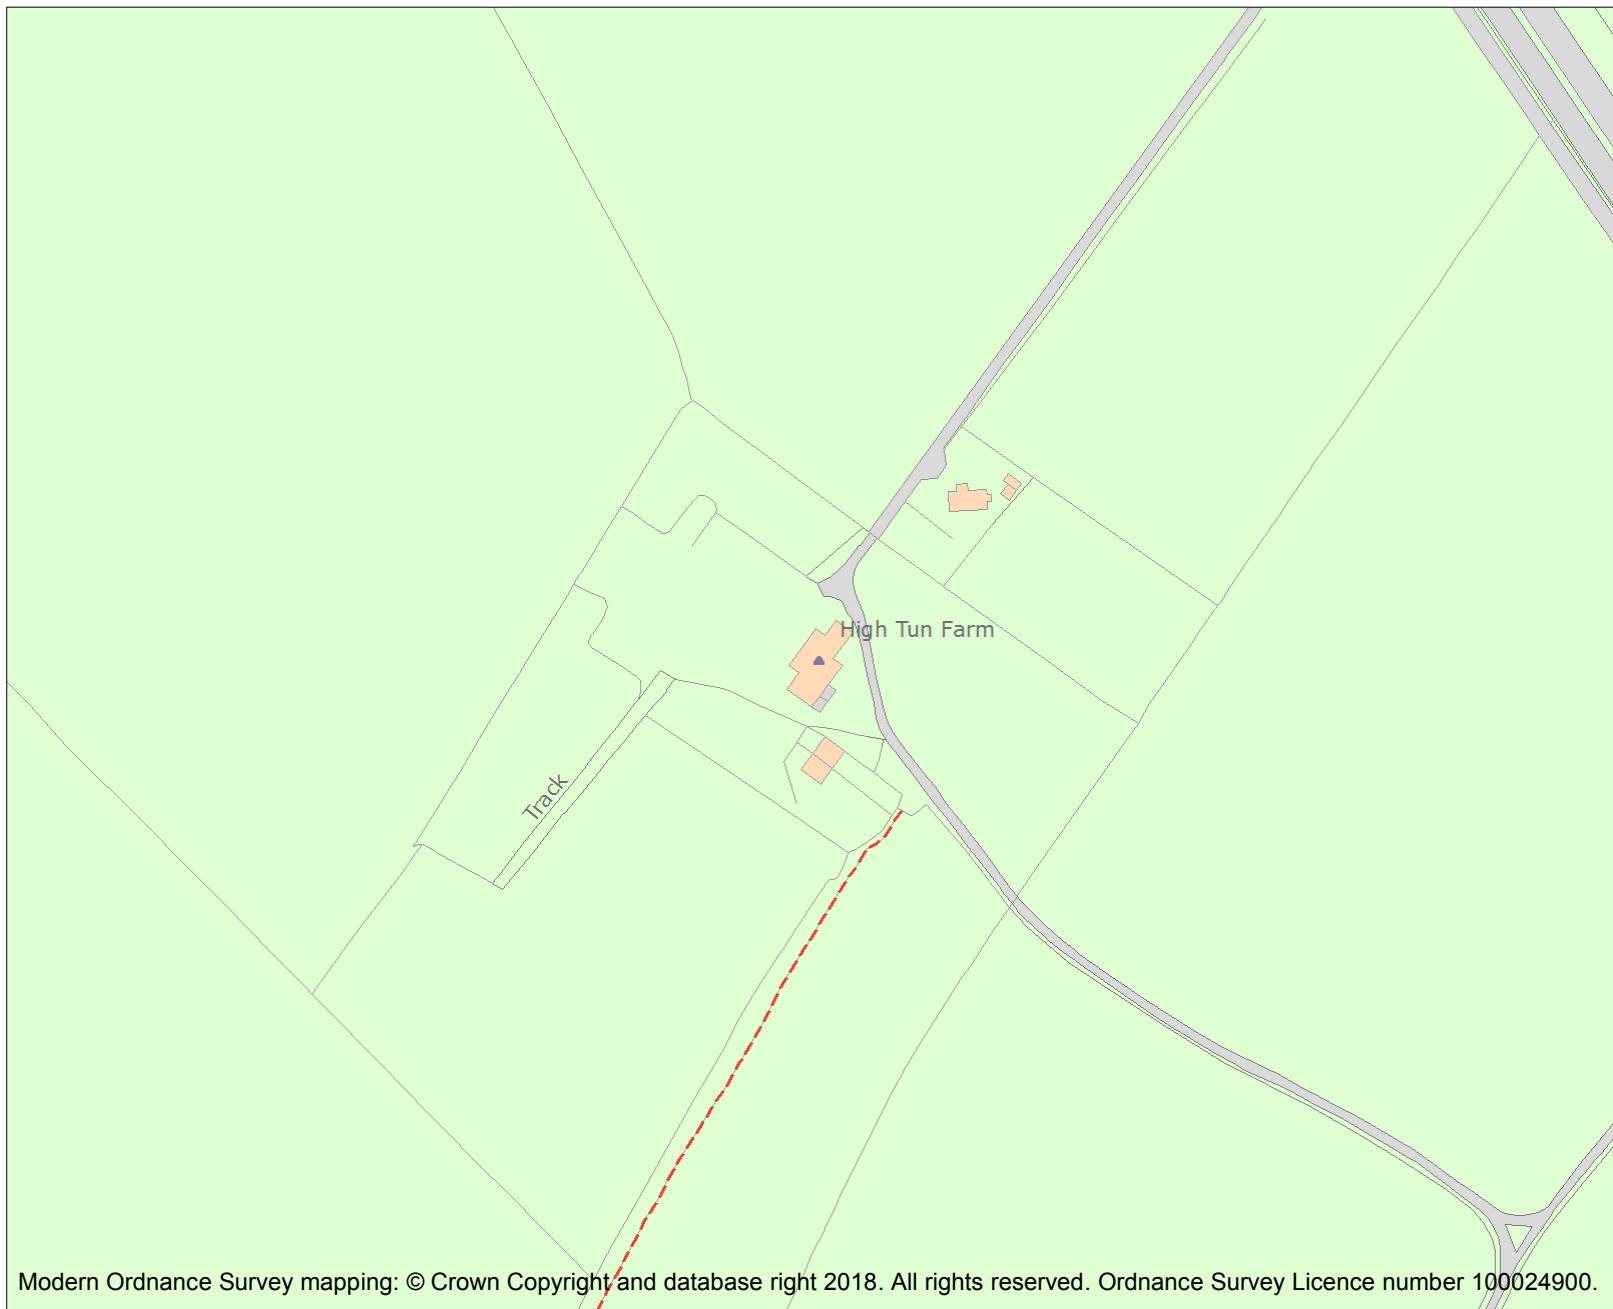 High Tun Farm
Track
Modern Ordnance Survey mapping: © Crown Copyright and database right 2018. All rights reserved. Ordnance Survey Licence number 100024900.